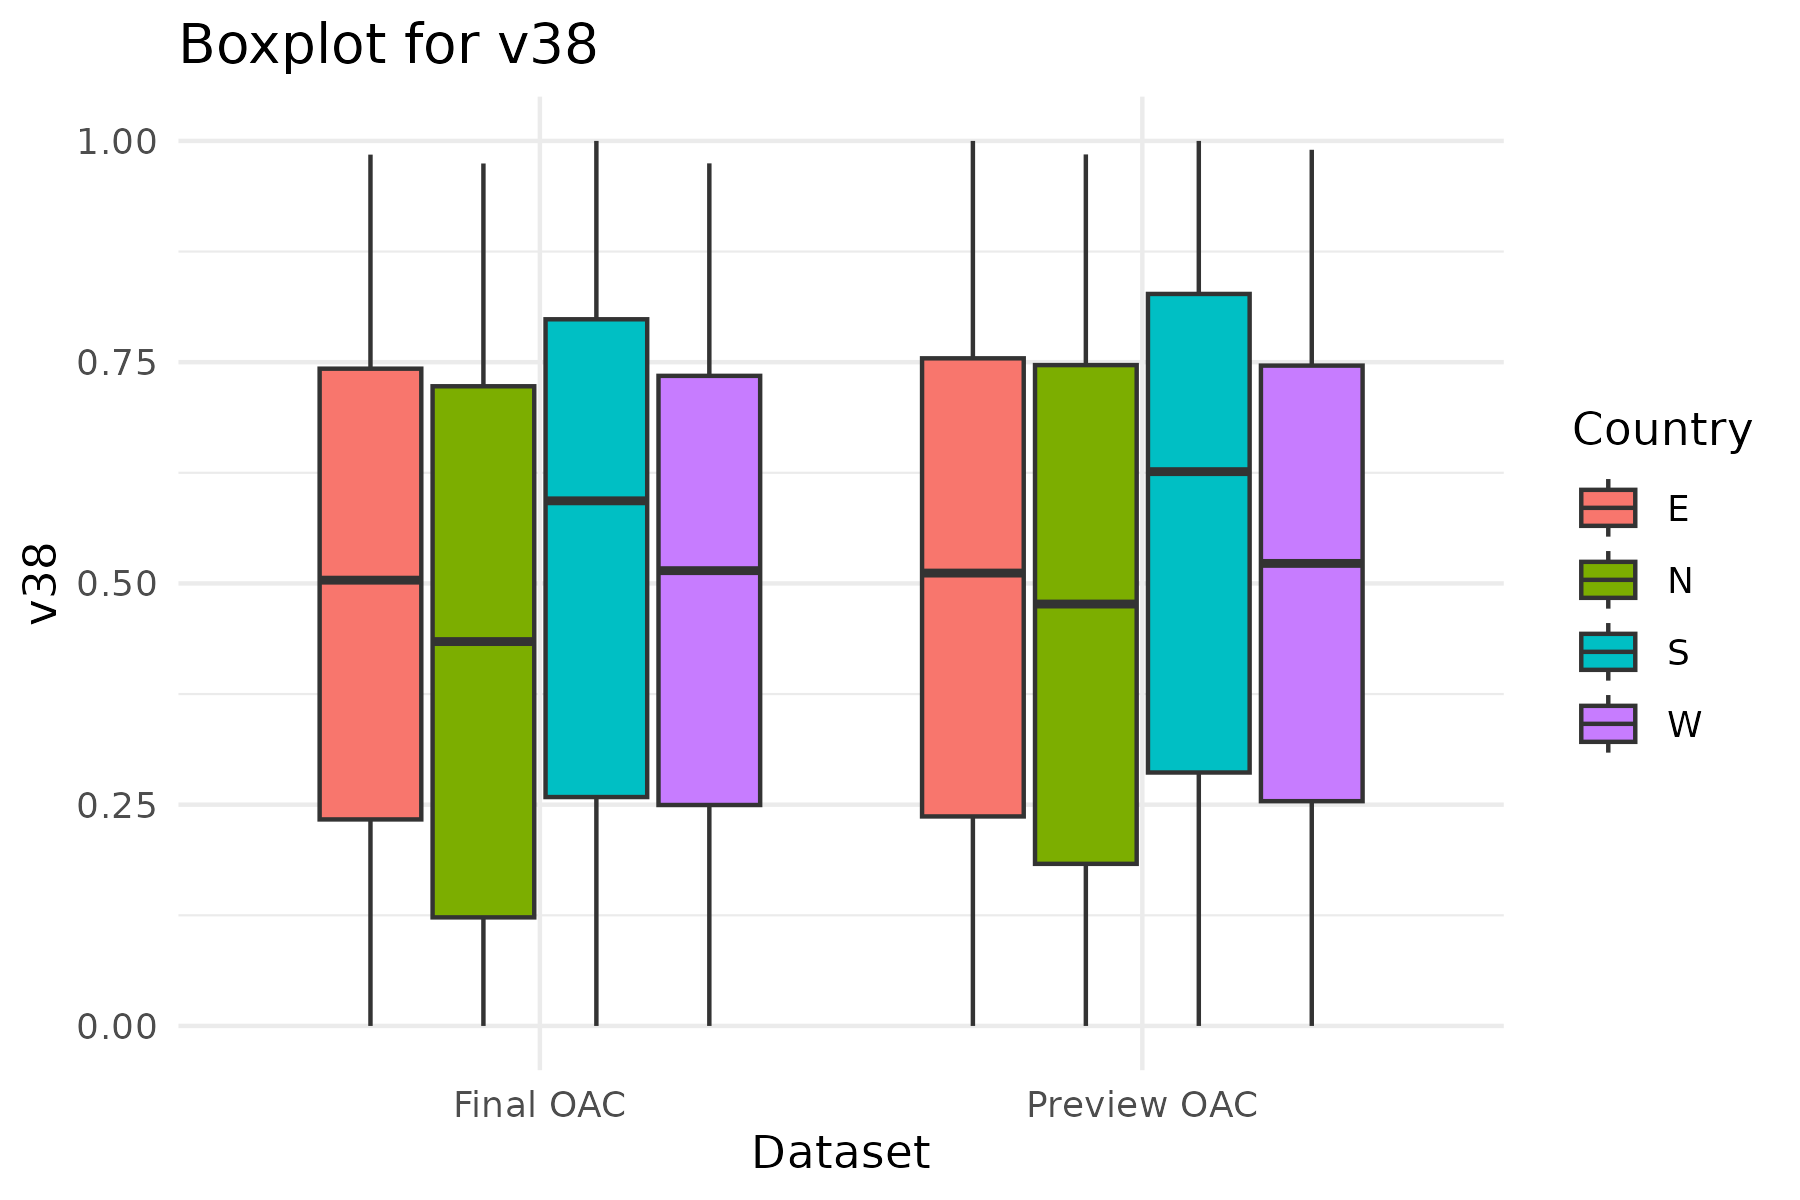 Boxplot for v38
1.00
0.75
0.50
0.25
0.00
v38
Final OAC
Preview OAC
Dataset
Country
E
N
S
W